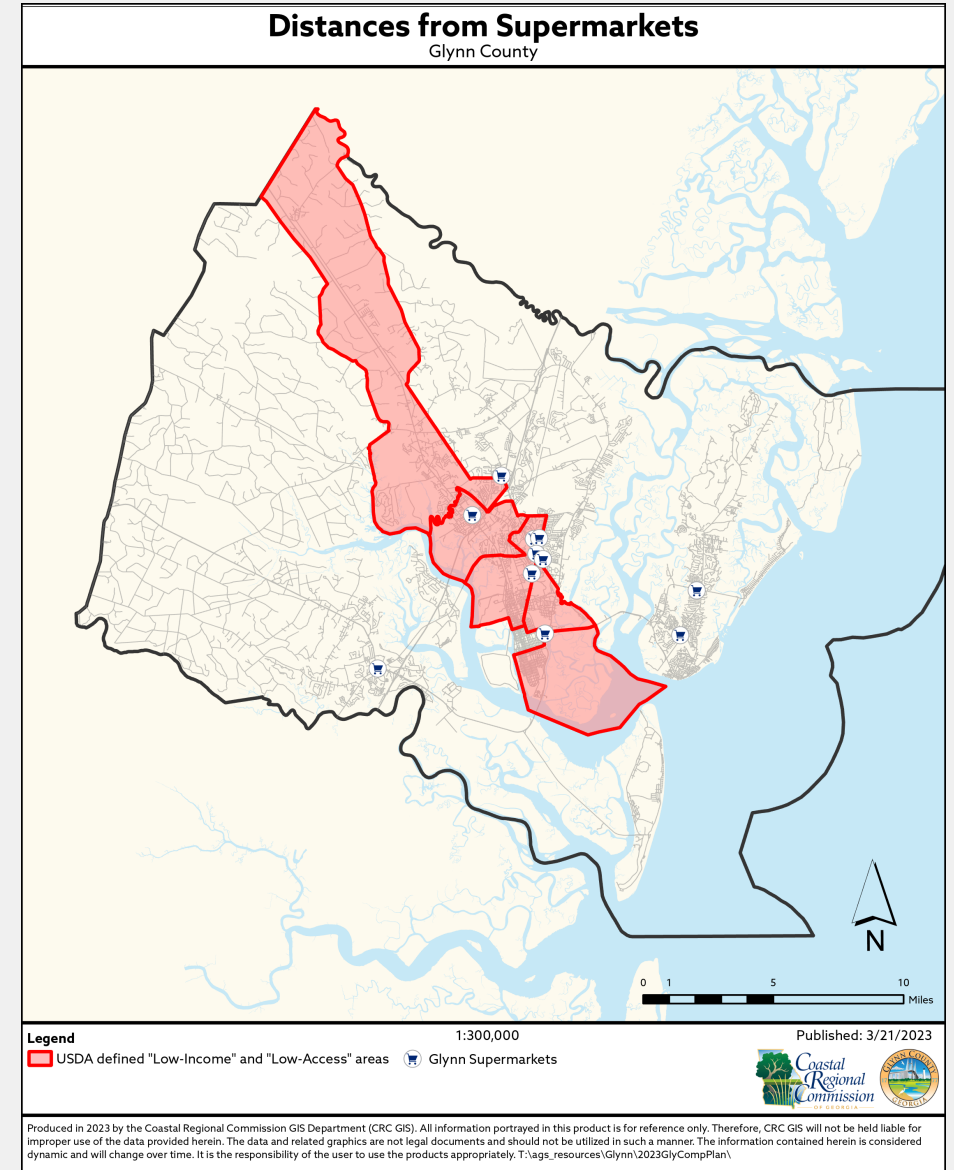 Distances from Supermarkets
Glynn County
N
0 1 5 10
Miles
Legend
1:300,000
Published: 3/21/2023
USDA defined "Low-Income" and "Low-Access" areas
Glynn Supermarkets
Coastal
Regional
Commission
OF GEORGIA
GLYNN COUNTY
GEORGIA
Produced in 2023 by the Coastal Regional Commission GIS Department (CRC GIS). All information portrayed in this product is for reference only. Therefore, CRC GIS will not be held liable for
improper use of the data provided herein. The data and related graphics are not legal documents and should not be utilized in such a manner. The information contained herein is considered
dynamic and will change over time. It is the responsibility of the user to use the products appropriately. T:\ags_resources\Glynn\2023GlyCompPlan\